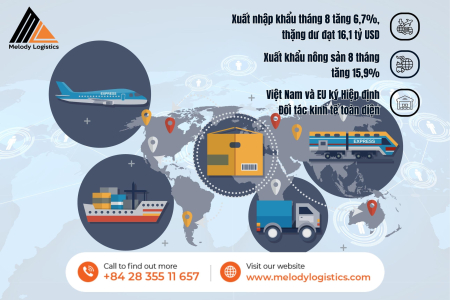 Melody Logistics
Xuất nhập khẩu tháng 8 tăng 6,7%,
thặng dư đạt 16,1 tỷ USD
Xuất khẩu nông sản 8 tháng
tăng 15,9%
Việt Nam và EU ký Hiệp định
Đối tác kinh tế toàn diện
EXPRESS
EXPRESS
Call to find out more
+84 28 355 11 657
Visit our website
www.melodylogistics.com